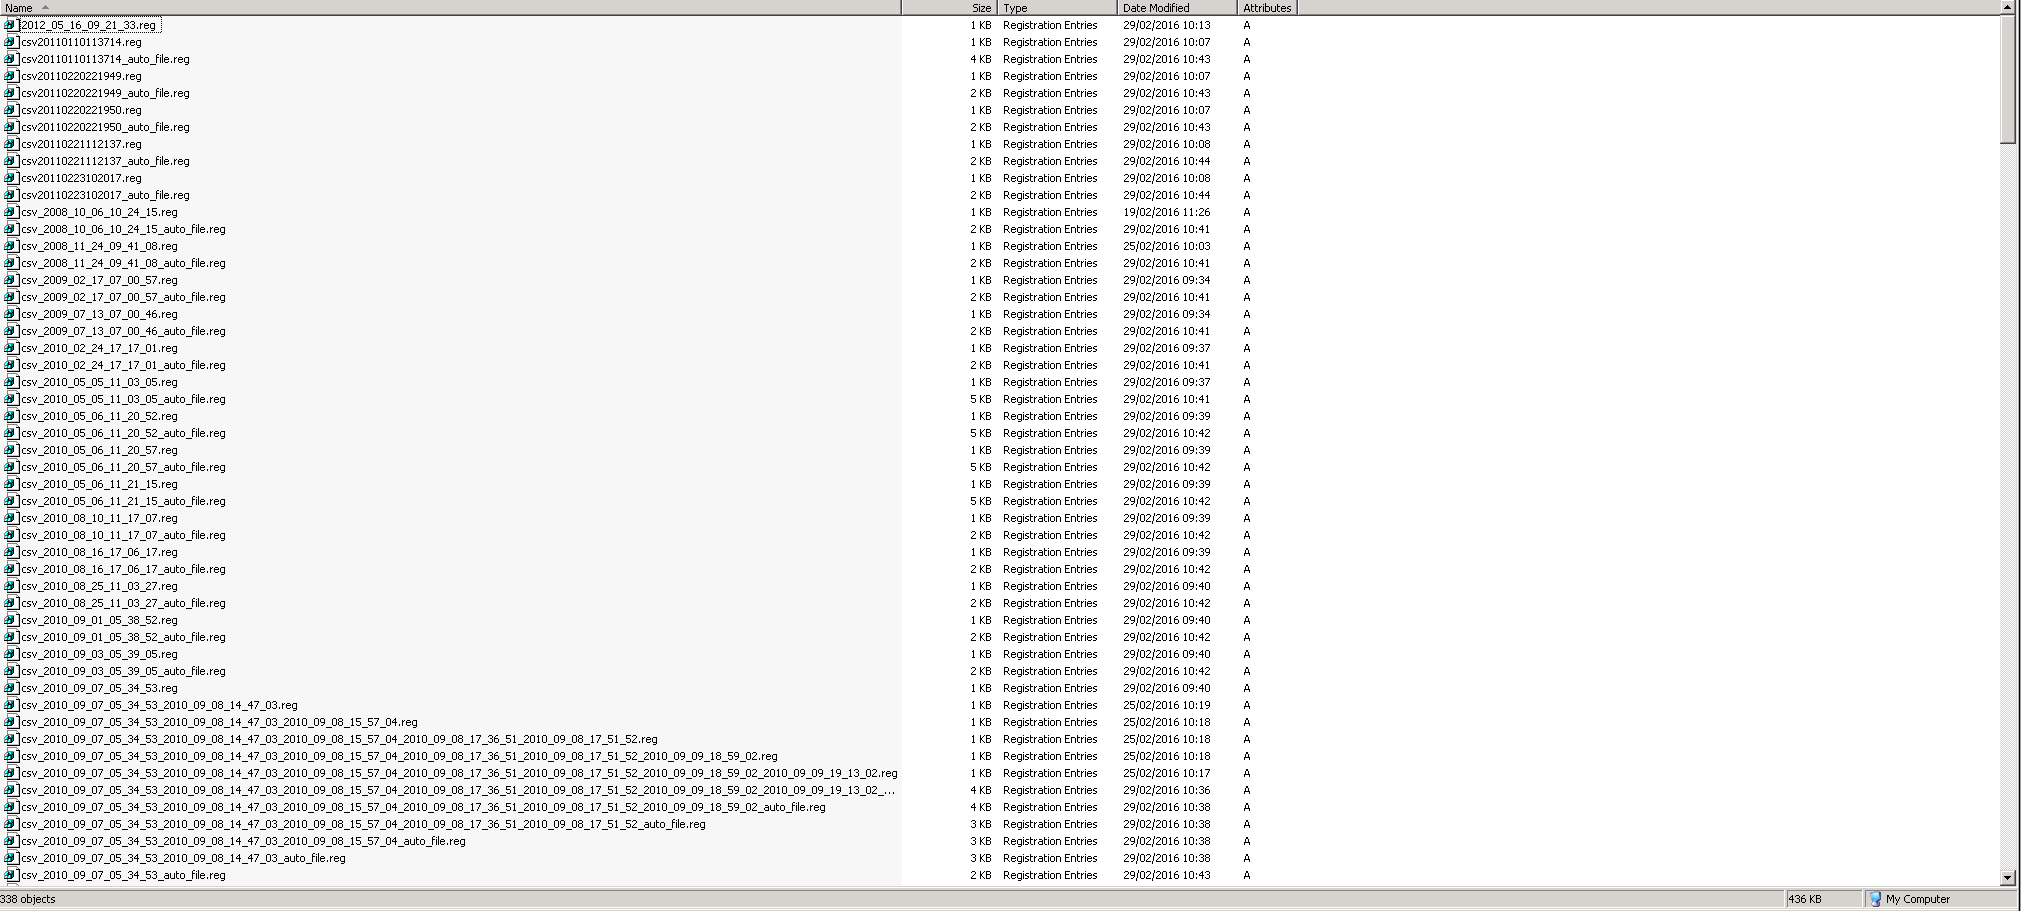 Name Size Type Date Modified Attributes
2012_05_16_09_21_33.reg 1 KB Registration Entries 29/02/2016 10:13 A
csv20110110113714.reg 1 KB Registration Entries 29/02/2016 10:07 A
csv20110110113714_auto_file.reg 4 KB Registration Entries 29/02/2016 10:43 A
csv20110220221949.reg 1 KB Registration Entries 29/02/2016 10:07 A
csv20110220221949_auto_file.reg 2 KB Registration Entries 29/02/2016 10:43 A
csv20110220221950.reg 1 KB Registration Entries 29/02/2016 10:07 A
csv20110220221950_auto_file.reg 2 KB Registration Entries 29/02/2016 10:43 A
csv20110221112137.reg 1 KB Registration Entries 29/02/2016 10:08 A
csv20110221112137_auto_file.reg 2 KB Registration Entries 29/02/2016 10:44 A
csv20110223102017.reg 1 KB Registration Entries 29/02/2016 10:08 A
csv20110223102017_auto_file.reg 2 KB Registration Entries 29/02/2016 10:44 A
csv_2008_10_06_10_24_15.reg 1 KB Registration Entries 19/02/2016 11:26 A
csv_2008_10_06_10_24_15_auto_file.reg 2 KB Registration Entries 29/02/2016 10:41 A
csv_2008_11_24_09_41_08.reg 1 KB Registration Entries 25/02/2016 10:03 A
csv_2008_11_24_09_41_08_auto_file.reg 2 KB Registration Entries 29/02/2016 10:41 A
csv_2009_02_17_07_00_57.reg 1 KB Registration Entries 29/02/2016 09:34 A
csv_2009_02_17_07_00_57_auto_file.reg 2 KB Registration Entries 29/02/2016 10:41 A
csv_2009_07_13_07_00_46.reg 1 KB Registration Entries 29/02/2016 09:34 A
csv_2009_07_13_07_00_46_auto_file.reg 2 KB Registration Entries 29/02/2016 10:41 A
csv_2010_02_24_17_17_01.reg 1 KB Registration Entries 29/02/2016 09:37 A
csv_2010_02_24_17_17_01_auto_file.reg 2 KB Registration Entries 29/02/2016 10:41 A
csv_2010_05_05_11_03_05.reg 1 KB Registration Entries 29/02/2016 09:37 A
csv_2010_05_05_11_03_05_auto_file.reg 5 KB Registration Entries 29/02/2016 10:41 A
csv_2010_05_06_11_20_52.reg 1 KB Registration Entries 29/02/2016 09:39 A
csv_2010_05_06_11_20_52_auto_file.reg 5 KB Registration Entries 29/02/2016 10:42 A
csv_2010_05_06_11_20_57.reg 1 KB Registration Entries 29/02/2016 09:39 A
csv_2010_05_06_11_20_57_auto_file.reg 5 KB Registration Entries 29/02/2016 10:42 A
csv_2010_05_06_11_21_15.reg 1 KB Registration Entries 29/02/2016 09:39 A
csv_2010_05_06_11_21_15_auto_file.reg 5 KB Registration Entries 29/02/2016 10:42 A
csv_2010_08_10_11_17_07.reg 1 KB Registration Entries 29/02/2016 09:39 A
csv_2010_08_10_11_17_07_auto_file.reg 2 KB Registration Entries 29/02/2016 10:42 A
csv_2010_08_16_17_06_17.reg 1 KB Registration Entries 29/02/2016 09:39 A
csv_2010_08_16_17_06_17_auto_file.reg 2 KB Registration Entries 29/02/2016 10:42 A
csv_2010_08_25_11_03_27.reg 1 KB Registration Entries 29/02/2016 09:40 A
csv_2010_08_25_11_03_27_auto_file.reg 2 KB Registration Entries 29/02/2016 10:42 A
csv_2010_09_01_05_38_52.reg 1 KB Registration Entries 29/02/2016 09:40 A
csv_2010_09_01_05_38_52_auto_file.reg 2 KB Registration Entries 29/02/2016 10:42 A
csv_2010_09_03_05_39_05.reg 1 KB Registration Entries 29/02/2016 09:40 A
csv_2010_09_03_05_39_05_auto_file.reg 2 KB Registration Entries 29/02/2016 10:42 A
csv_2010_09_07_05_34_53.reg 1 KB Registration Entries 29/02/2016 09:40 A
csv_2010_09_07_05_34_53_2010_09_08_14_47_03.reg 1 KB Registration Entries 25/02/2016 10:19 A
csv_2010_09_07_05_34_53_2010_09_08_14_47_03_2010_09_08_15_57_04.reg 1 KB Registration Entries 25/02/2016 10:18 A
csv_2010_09_07_05_34_53_2010_09_08_14_47_03_2010_09_08_15_57_04_2010_09_08_17_36_51_2010_09_08_17_51_52.reg 1 KB Registration Entries 25/02/2016 10:18 A
csv_2010_09_07_05_34_53_2010_09_08_14_47_03_2010_09_08_15_57_04_2010_09_08_17_36_51_2010_09_08_17_51_52_2010_09_09_18_59_02.reg 1 KB Registration Entries 25/02/2016 10:18 A
csv_2010_09_07_05_34_53_2010_09_08_14_47_03_2010_09_08_15_57_04_2010_09_08_17_36_51_2010_09_08_17_51_52_2010_09_09_18_59_02_2010_09_09_19_13_02.reg 1 KB Registration Entries 25/02/2016 10:17 A
csv_2010_09_07_05_34_53_2010_09_08_14_47_03_2010_09_08_15_57_04_2010_09_08_17_36_51_2010_09_08_17_51_52_2010_09_09_18_59_02_2010_09_09_19_13_02_... 4 KB Registration Entries 29/02/2016 10:36 A
csv_2010_09_07_05_34_53_2010_09_08_14_47_03_2010_09_08_15_57_04_2010_09_08_17_36_51_2010_09_08_17_51_52_2010_09_09_18_59_02_auto_file.reg 4 KB Registration Entries 29/02/2016 10:38 A
csv_2010_09_07_05_34_53_2010_09_08_14_47_03_2010_09_08_15_57_04_2010_09_08_17_36_51_2010_09_08_17_51_52_auto_file.reg 3 KB Registration Entries 29/02/2016 10:38 A
csv_2010_09_07_05_34_53_2010_09_08_14_47_03_2010_09_08_15_57_04_auto_file.reg 3 KB Registration Entries 29/02/2016 10:38 A
csv_2010_09_07_05_34_53_2010_09_08_14_47_03_auto_file.reg 3 KB Registration Entries 29/02/2016 10:38 A
csv_2010_09_07_05_34_53_auto_file.reg 2 KB Registration Entries 29/02/2016 10:43 A
338 objects 436 KB My Computer